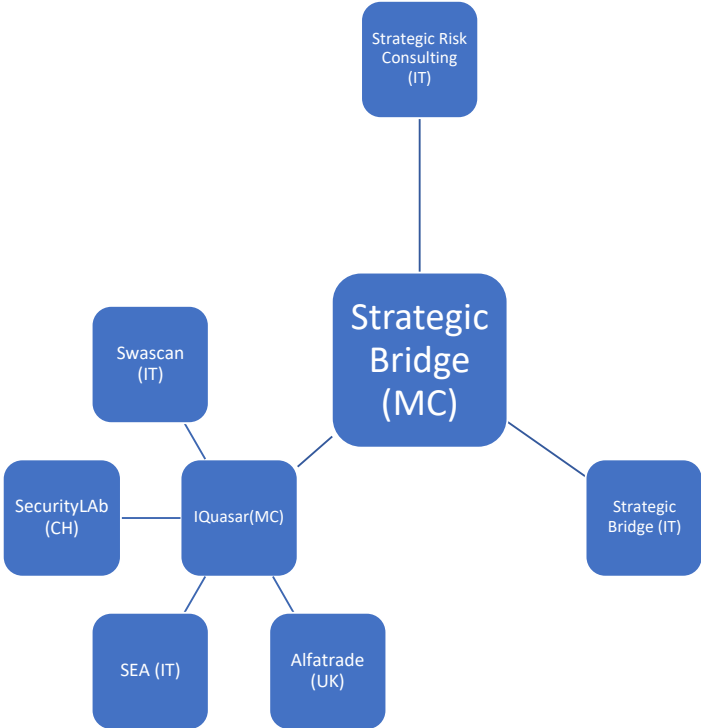 Strategic Risk
Consulting
(IT)
Strategic
Bridge
(MC)
Swascan
(IT)
SecurityLAb
(CH)
IQuasar(MC)
Strategic
Bridge (IT)
SEA (IT)
Alfatrade
(UK)